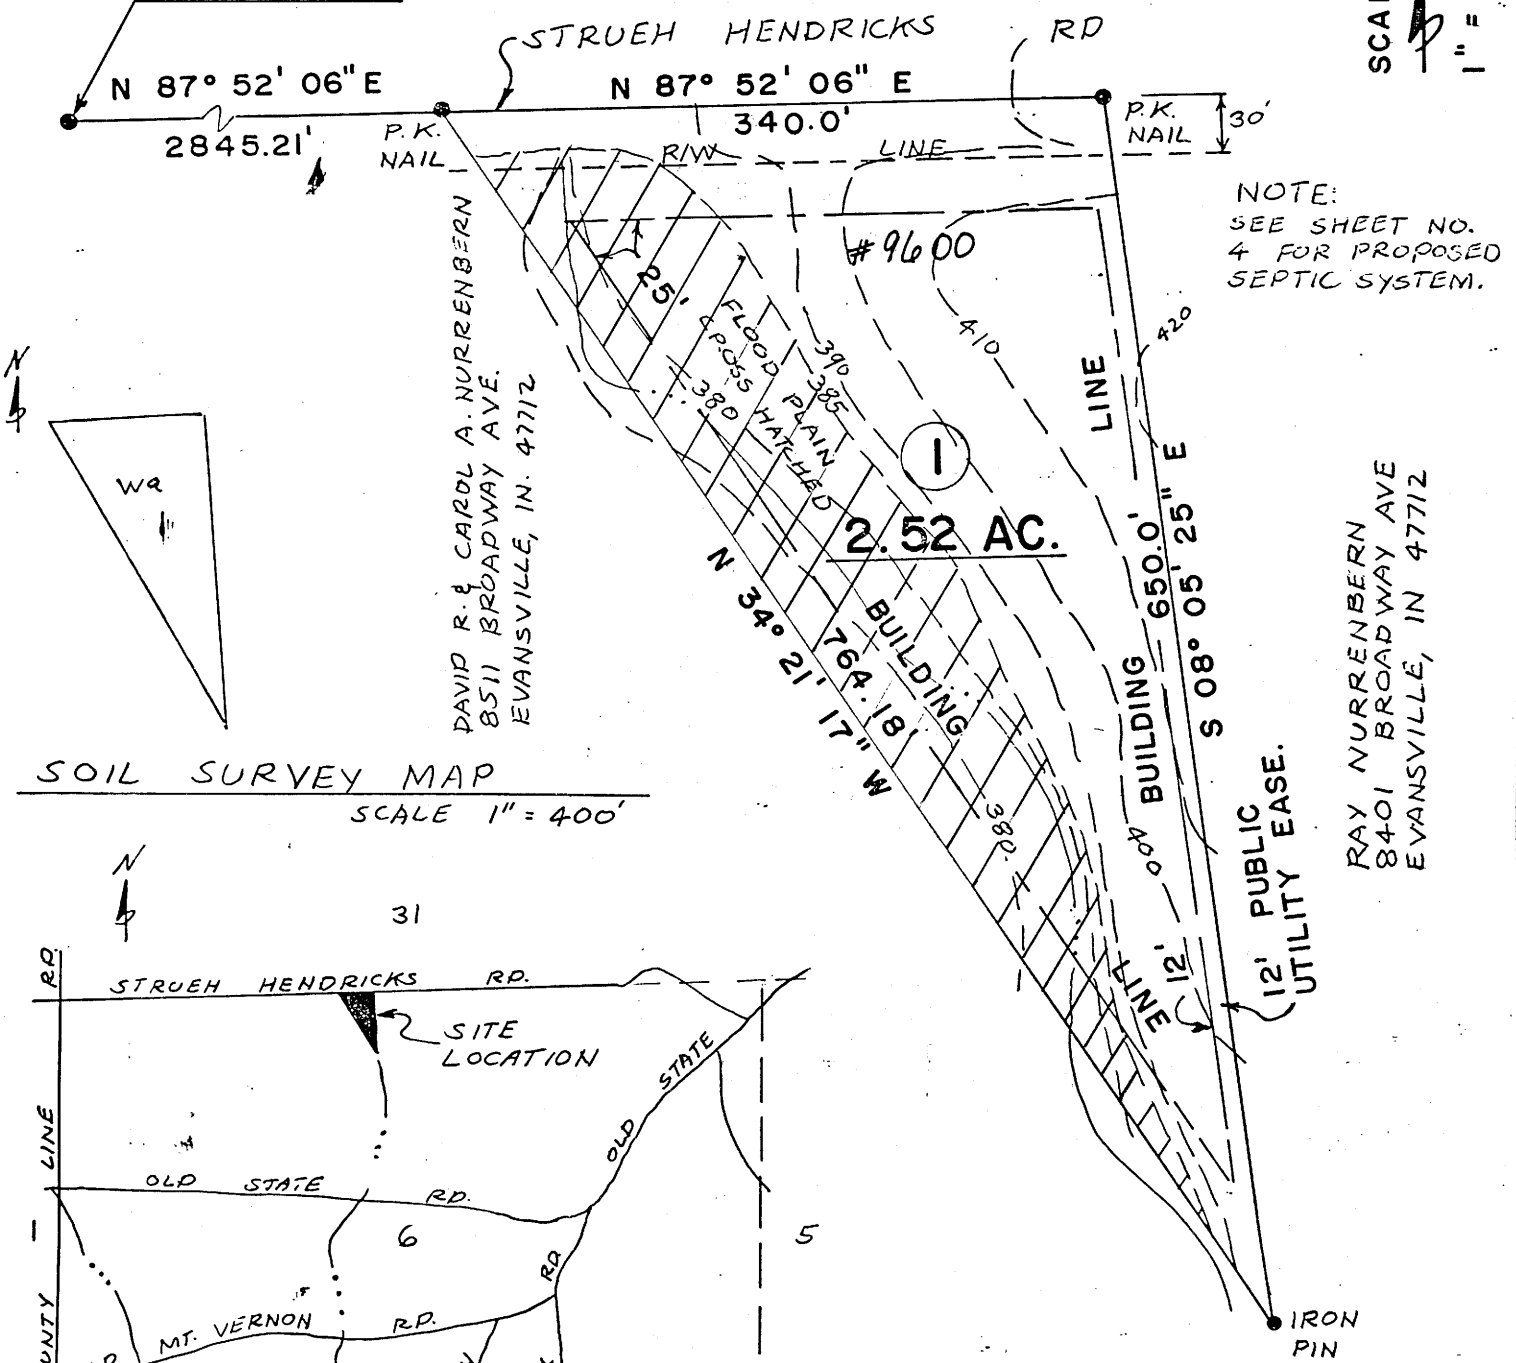 STRUEH HENDRICKS RD
N 87° 52' 06" E
2845.21'
N 87° 52' 06" E
340.0'
P.K.
NAIL
P.K.
NAIL
30'
1" =
R/W LINE
NOTE:
SEE SHEET NO.
4 FOR PROPOSED
SEPTIC SYSTEM.
#9600
25'
FLOOD PLAIN
CROSS HATCHED
380
390
385
410
420
LINE
1
2.52 AC.
DAVID R. & CAROL A. NURRENBERN
8511 BROADWAY AVE.
EVANSVILLE, IN. 47712
N 34° 21' 17" W
764.18'
BUILDING
380
LINE
BUILDING
650.0'
S 08° 05' 25" E
400
12'
12' PUBLIC
UTILITY EASE.
RAY NURRENBERN
8401 BROADWAY AVE
EVANSVILLE, IN 47712
IRON
PIN
N
Wa
SOIL SURVEY MAP
SCALE 1" = 400'
N
31
STRUEH HENDRICKS RD.
SITE
LOCATION
LINE RD.
OLD STATE RD.
OLD STATE
RD
6
5
MT. VERNON RD.